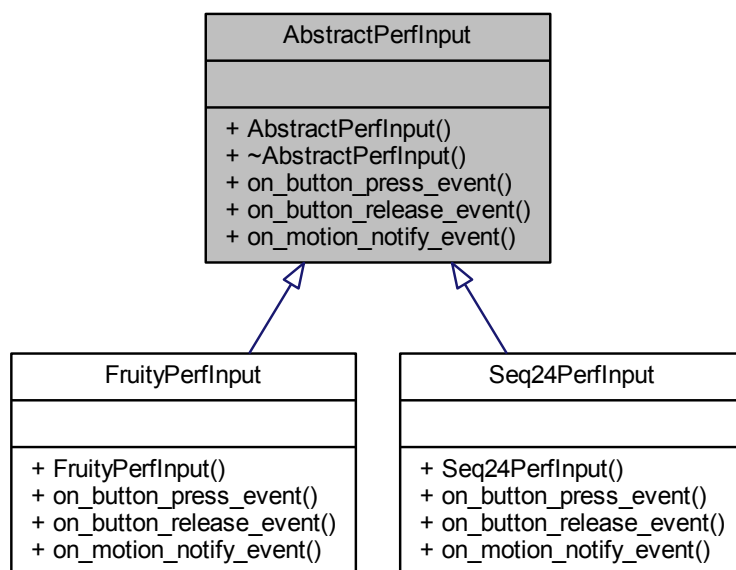 AbstractPerfInput
+ AbstractPerfInput()
+ ~AbstractPerfInput()
+ on_button_press_event()
+ on_button_release_event()
+ on_motion_notify_event()
FruityPerfInput
+ FruityPerfInput()
+ on_button_press_event()
+ on_button_release_event()
+ on_motion_notify_event()
Seq24PerfInput
+ Seq24PerfInput()
+ on_button_press_event()
+ on_button_release_event()
+ on_motion_notify_event()